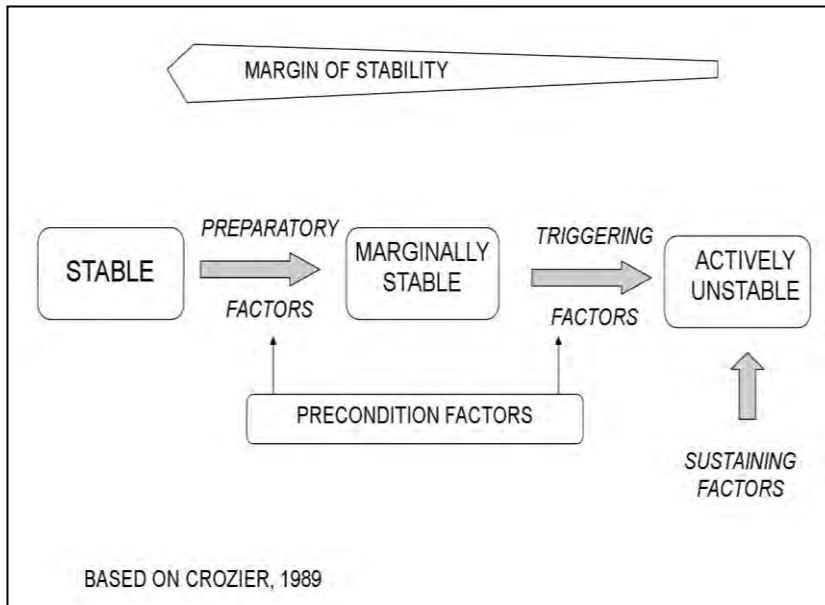 MARGIN OF STABILITY
PREPARATORY
FACTORS
STABLE
MARGINALLY
STABLE
TRIGGERING
FACTORS
ACTIVELY
UNSTABLE
PRECONDITION FACTORS
SUSTAINING
FACTORS
BASED ON CROZIER, 1989